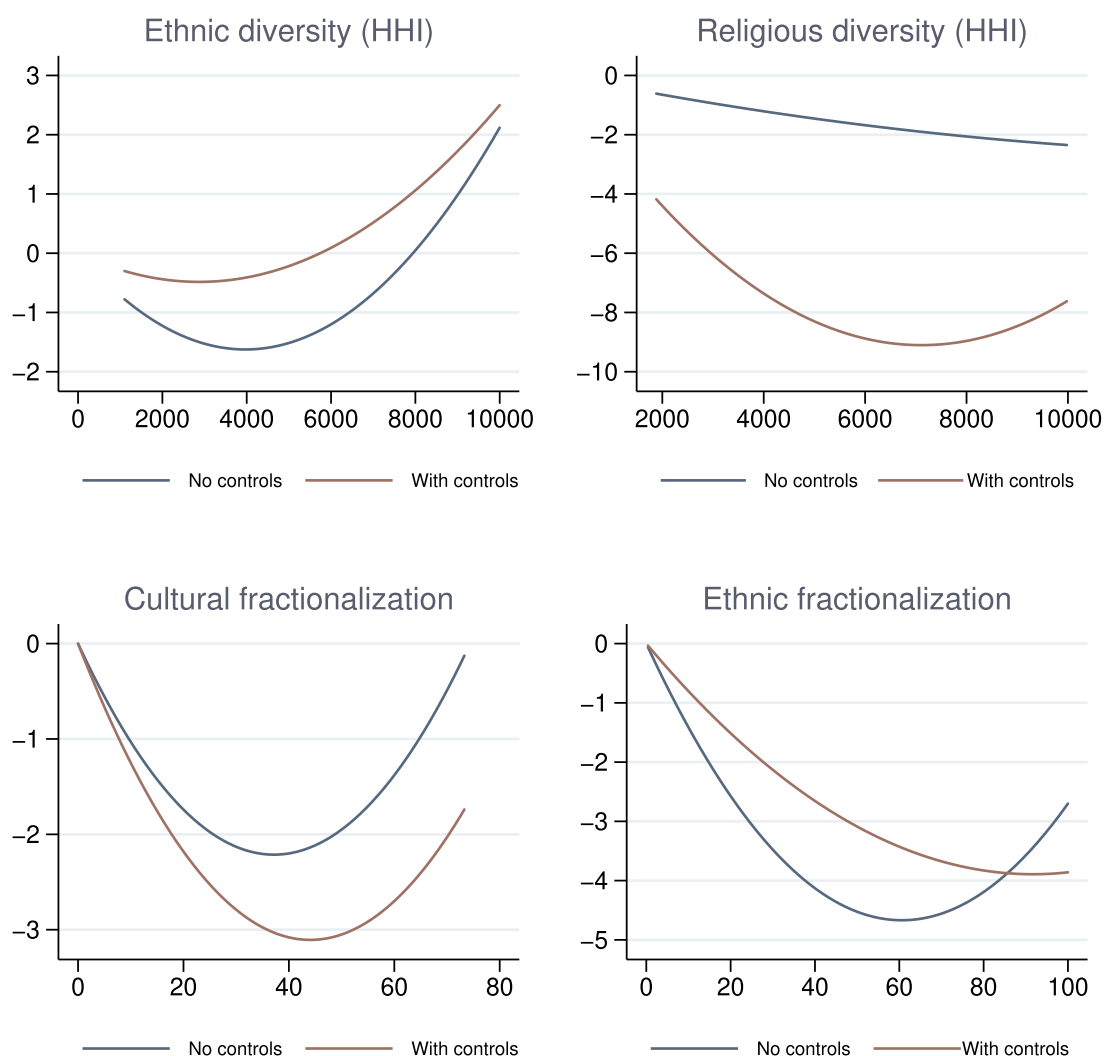 Ethnic diversity (HHI)
3
2
1
0
−1
−2
0 2000 4000 6000 8000 10000
No controls With controls
Religious diversity (HHI)
0
−2
−4
−6
−8
−10
2000 4000 6000 8000 10000
No controls With controls
Cultural fractionalization
0
−1
−2
−3
0 20 40 60 80
No controls With controls
Ethnic fractionalization
0
−1
−2
−3
−4
−5
0 20 40 60 80 100
No controls With controls